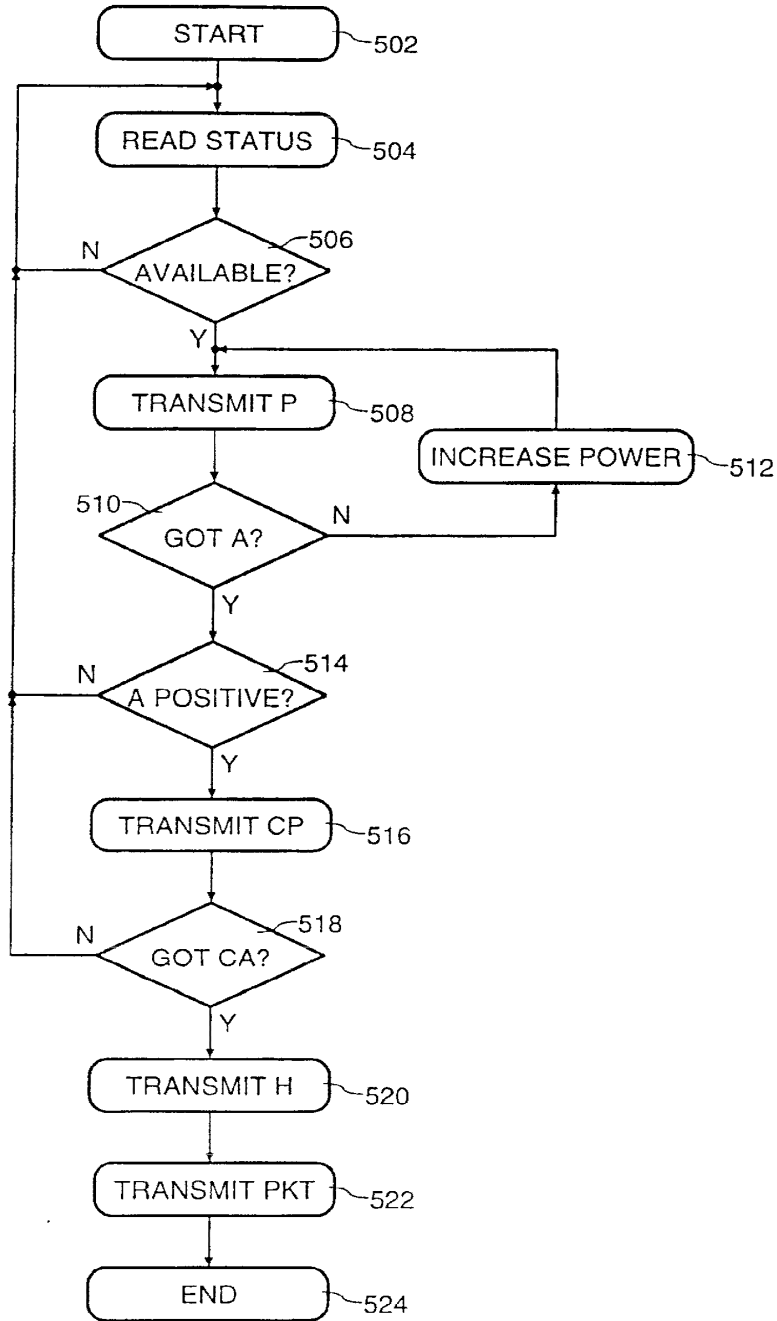 START
502
READ STATUS
504
506
N
AVAILABLE?
Y
TRANSMIT P
508
INCREASE POWER
512
510
N
GOT A?
Y
514
N
A POSITIVE?
Y
TRANSMIT CP
516
518
N
GOT CA?
Y
TRANSMIT H
520
TRANSMIT PKT
522
END
524